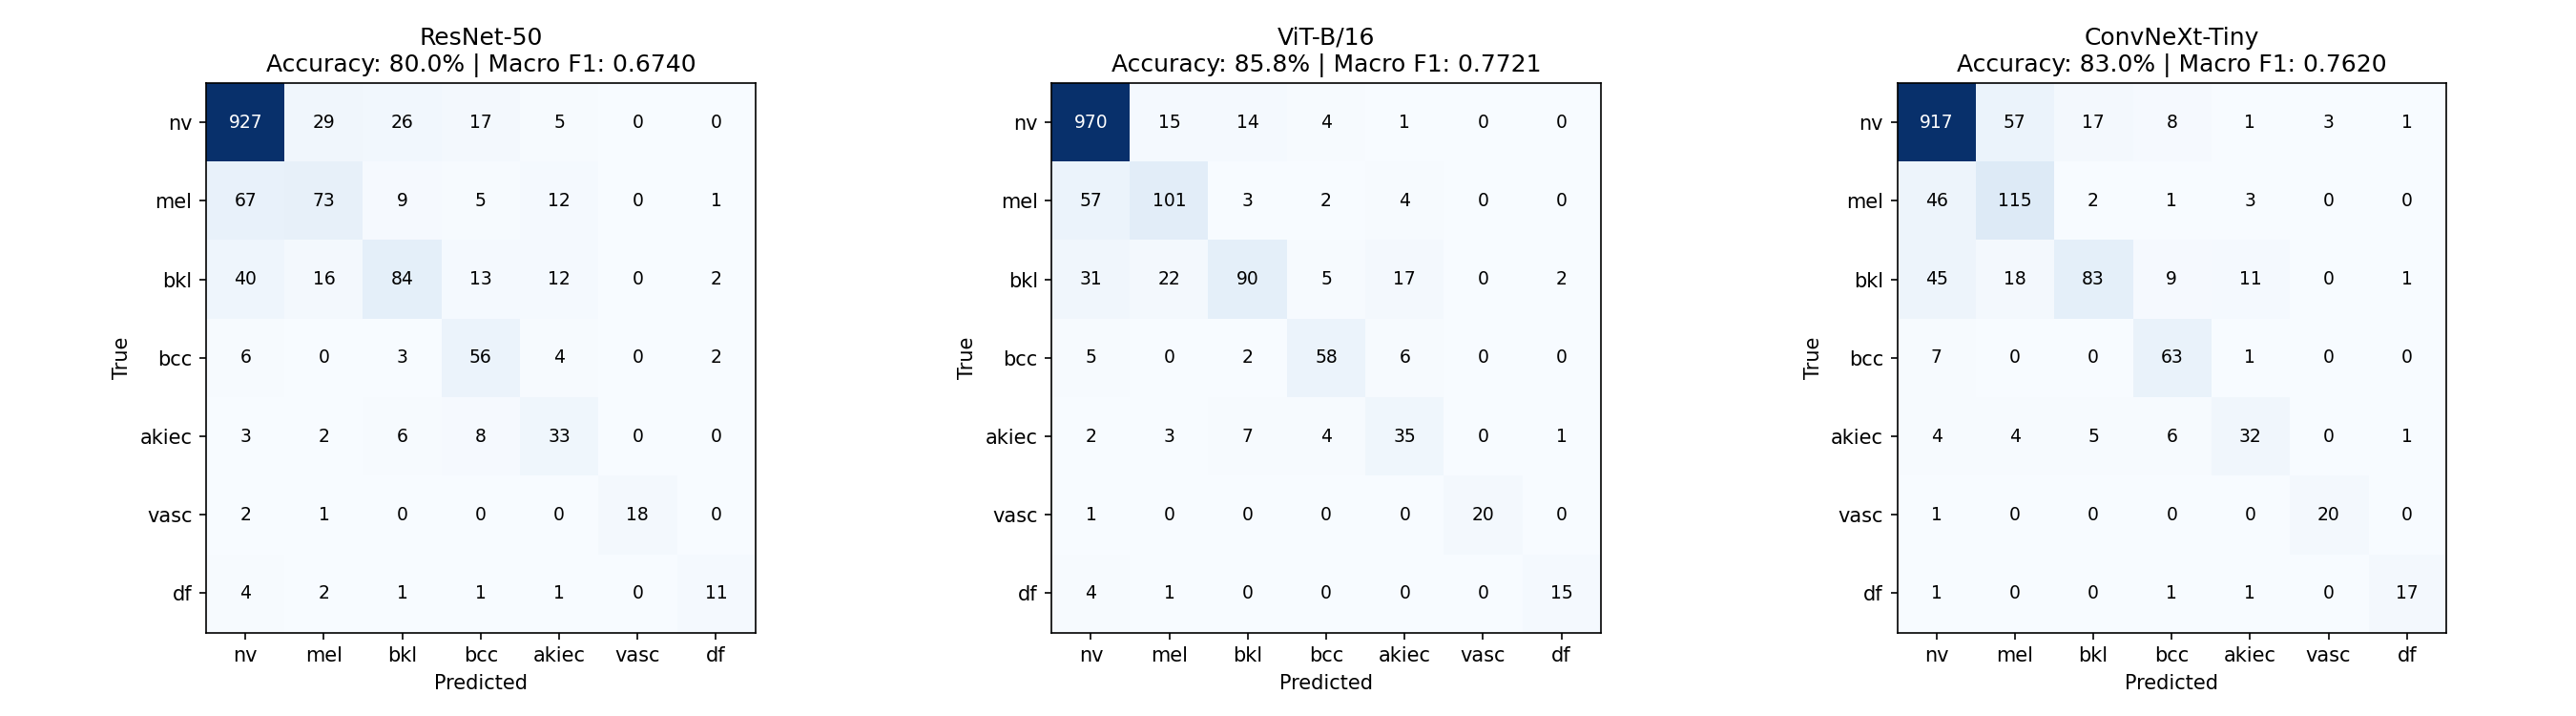 ResNet-50
Accuracy: 80.0% | Macro F1: 0.6740
True
nv 927 29 26 17 5 0 0
mel 67 73 9 5 12 0 1
bkl 40 16 84 13 12 0 2
bcc 6 0 3 56 4 0 2
akiec 3 2 6 8 33 0 0
vasc 2 1 0 0 0 18 0
df 4 2 1 1 1 0 11
nv mel bkl bcc akiec vasc df
Predicted
ViT-B/16
Accuracy: 85.8% | Macro F1: 0.7721
True
nv 970 15 14 4 1 0 0
mel 57 101 3 2 4 0 0
bkl 31 22 90 5 17 0 2
bcc 5 0 2 58 6 0 0
akiec 2 3 7 4 35 0 1
vasc 1 0 0 0 0 20 0
df 4 1 0 0 0 0 15
nv mel bkl bcc akiec vasc df
Predicted
ConvNeXt-Tiny
Accuracy: 83.0% | Macro F1: 0.7620
True
nv 917 57 17 8 1 3 1
mel 46 115 2 1 3 0 0
bkl 45 18 83 9 11 0 1
bcc 7 0 0 63 1 0 0
akiec 4 4 5 6 32 0 1
vasc 1 0 0 0 0 20 0
df 1 0 0 1 1 0 17
nv mel bkl bcc akiec vasc df
Predicted